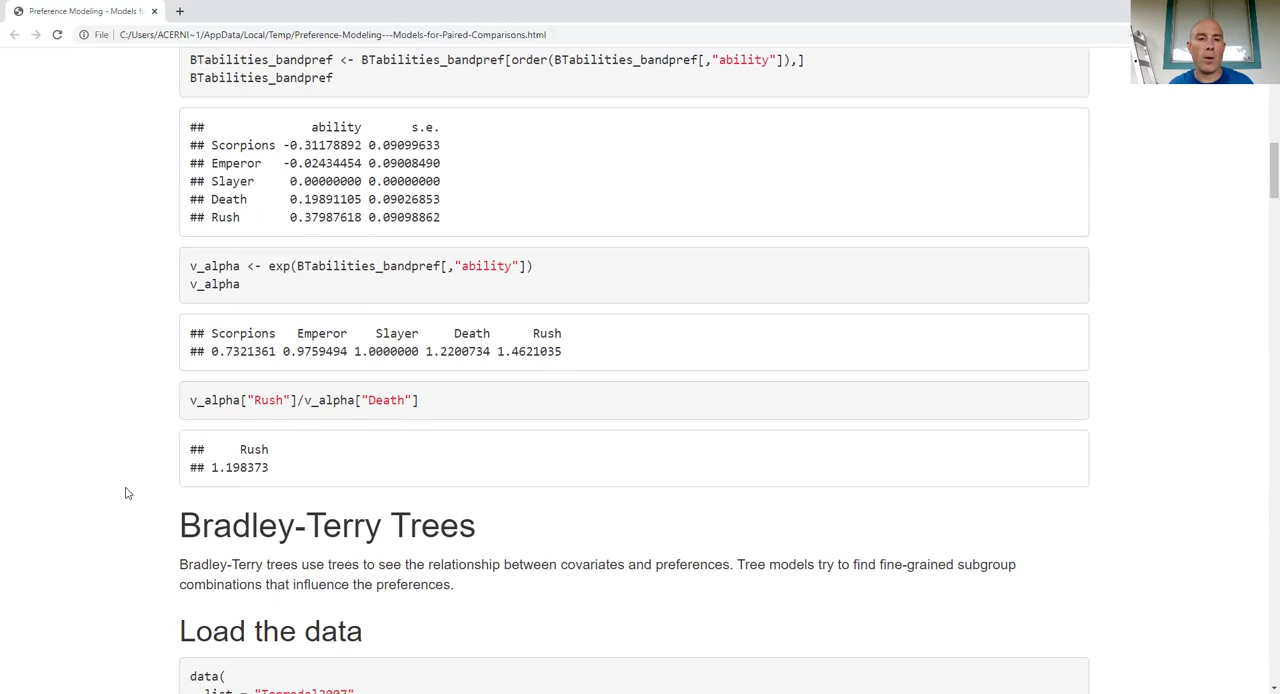 Preference Modeling - Models fo
File | C:/Users/ACERNI~1/AppData/Local/Temp/Preference-Modeling---Models-for-Paired-Comparisons.html
BTabilities_bandpref <- BTabilities_bandpref[order(BTabilities_bandpref[,"ability"]),]
BTabilities_bandpref
## ability s.e.
## Scorpions -0.31178892 0.09099633
## Emperor -0.02434454 0.09008490
## Slayer 0.00000000 0.00000000
## Death 0.19891105 0.09026853
## Rush 0.37987618 0.09098862
v_alpha <- exp(BTabilities_bandpref[,"ability"])
v_alpha
## Scorpions Emperor Slayer Death Rush
## 0.7321361 0.9759494 1.0000000 1.2200734 1.4621035
v_alpha["Rush"]/v_alpha["Death"]
## Rush
## 1.198373
Bradley-Terry Trees
Bradley-Terry trees use trees to see the relationship between covariates and preferences. Tree models try to find fine-grained subgroup
combinations that influence the preferences.
Load the data
data(
list = "Topmodel2007"